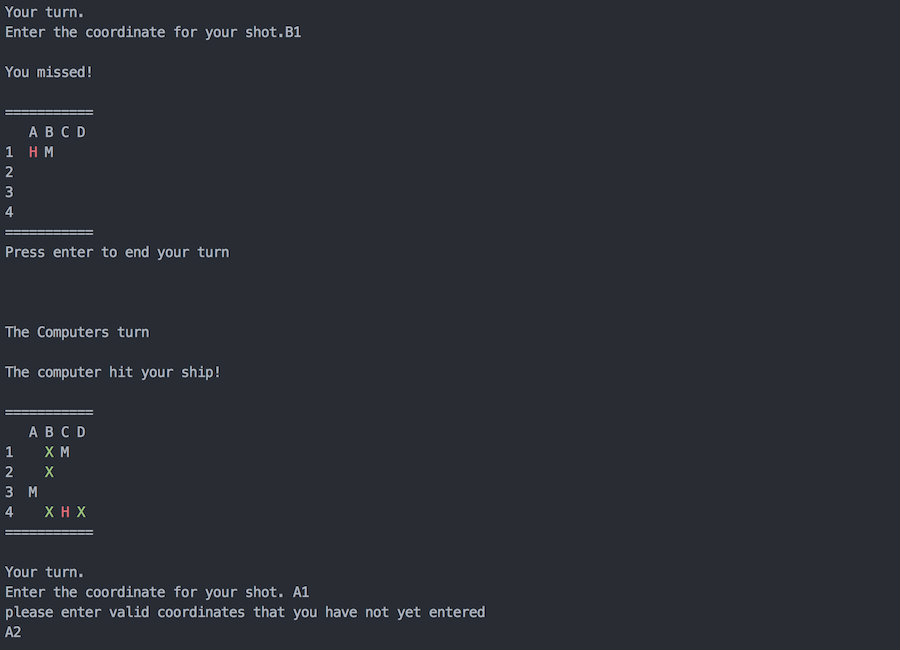 Your turn.
Enter the coordinate for your shot.B1
You missed!
===========
   A B C D
1  H M
2
3
4
===========
Press enter to end your turn
The Computers turn
The computer hit your ship!
===========
   A B C D
1    X M
2    X
3  M
4    X H X
===========
Your turn.
Enter the coordinate for your shot. A1
please enter valid coordinates that you have not yet entered
A2